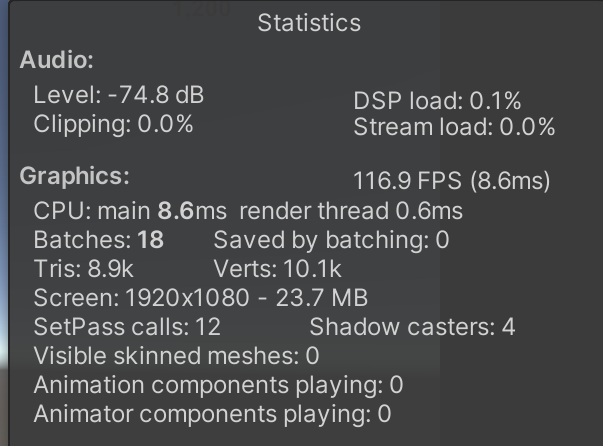 Statistics
Audio:
Level: -74.8 dB DSP load: 0.1%
Clipping: 0.0% Stream load: 0.0%
Graphics: 116.9 FPS (8.6ms)
CPU: main 8.6ms render thread 0.6ms
Batches: 18 Saved by batching: 0
Tris: 8.9k Verts: 10.1k
Screen: 1920x1080 - 23.7 MB
SetPass calls: 12 Shadow casters: 4
Visible skinned meshes: 0
Animation components playing: 0
Animator components playing: 0